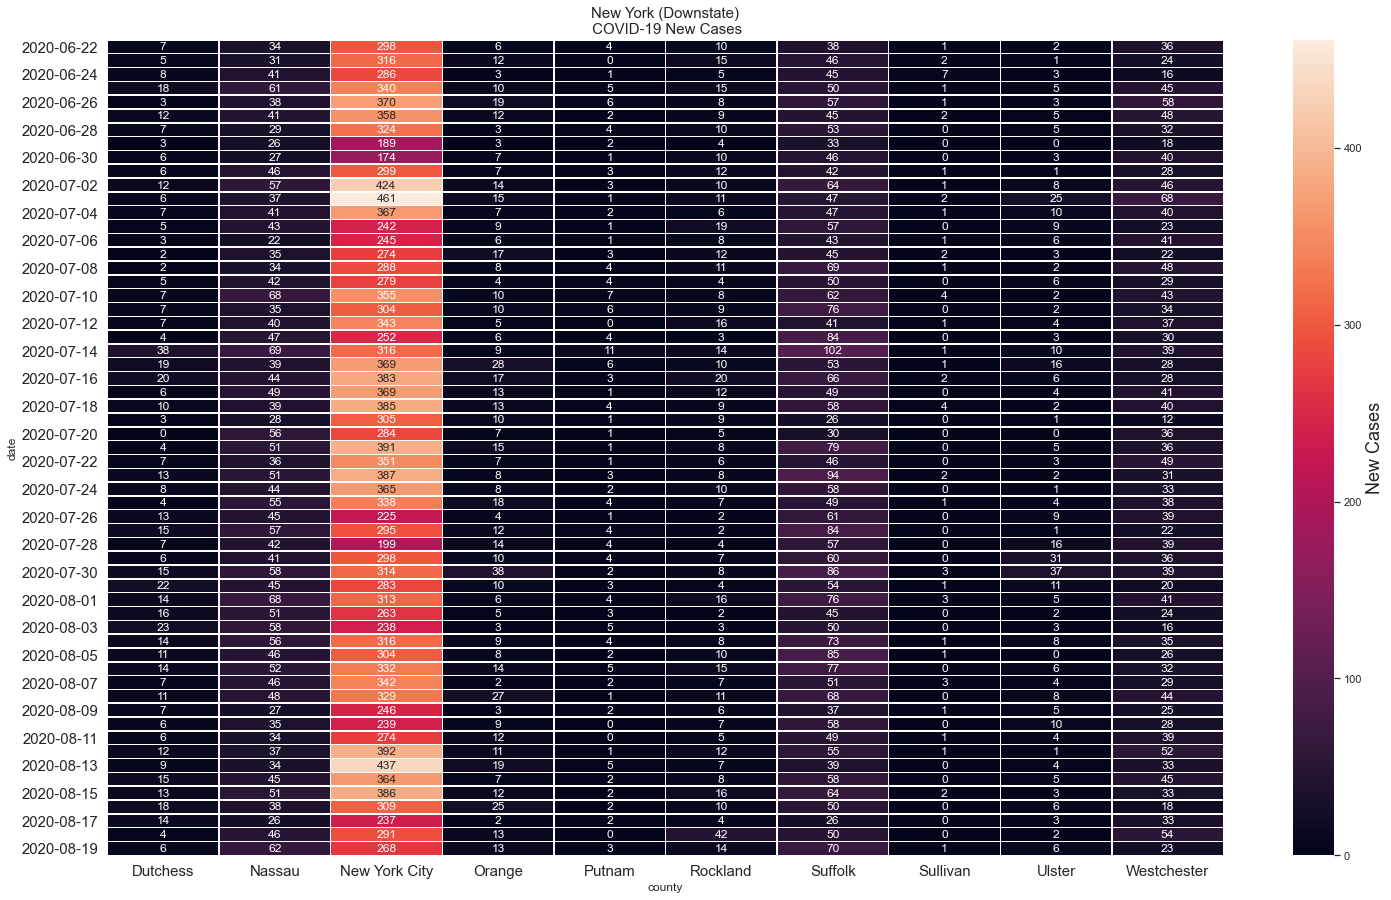 New York (Downstate)
COVID-19 New Cases
2020-06-22 7 34 298 6 4 10 38 1 2 36
5 31 316 12 0 15 46 2 1 24
2020-06-24 8 41 286 3 1 5 45 7 3 16
18 61 340 10 5 15 50 1 5 45
2020-06-26 3 38 370 19 6 8 57 1 3 58
12 41 358 12 2 9 45 2 5 48
2020-06-28 7 29 324 3 4 10 53 0 5 32
3 26 189 3 2 4 33 0 0 18
2020-06-30 6 27 174 7 1 10 46 0 3 40
6 46 299 7 3 12 42 1 1 28
2020-07-02 12 57 424 14 3 10 64 1 8 46
6 37 461 15 1 11 47 2 25 68
2020-07-04 7 41 367 7 2 6 47 1 10 40
5 43 242 9 1 19 57 0 9 23
2020-07-06 3 22 245 6 1 8 43 1 6 41
2 35 274 17 3 12 45 2 3 22
2020-07-08 2 34 288 8 4 11 69 1 2 48
5 42 279 4 4 4 50 0 6 29
2020-07-10 7 68 355 10 7 8 62 4 2 43
7 35 304 10 6 9 76 0 2 34
2020-07-12 7 40 343 5 0 16 41 1 4 37
4 47 252 6 4 3 84 0 3 30
2020-07-14 38 69 316 9 11 14 102 1 10 39
19 39 369 28 6 10 53 1 16 28
2020-07-16 20 44 383 17 3 20 66 2 6 28
6 49 369 13 1 12 49 0 4 41
2020-07-18 10 39 385 13 4 9 58 4 2 40
3 28 305 10 1 9 26 0 1 12
2020-07-20 0 56 284 7 1 5 30 0 0 36
4 51 391 15 1 8 79 0 5 36
2020-07-22 7 36 351 7 1 6 46 0 3 49
13 51 387 8 3 8 94 2 2 31
2020-07-24 8 44 365 8 2 10 58 0 1 33
4 55 338 18 4 7 49 1 4 38
2020-07-26 13 45 225 4 1 2 61 0 9 39
15 57 295 12 4 2 84 0 1 22
2020-07-28 7 42 199 14 4 4 57 0 16 39
6 41 298 10 4 7 60 0 31 36
2020-07-30 15 58 314 38 2 8 86 3 37 39
22 45 283 10 3 4 54 1 11 20
2020-08-01 14 68 313 6 4 16 76 3 5 41
16 51 263 5 3 2 45 0 2 24
2020-08-03 23 58 238 3 5 3 50 0 3 16
14 56 316 9 4 8 73 1 8 35
2020-08-05 11 46 304 8 2 10 85 1 0 26
14 52 332 14 5 15 77 0 6 32
2020-08-07 7 46 342 2 2 7 51 3 4 29
11 48 329 27 1 11 68 0 8 44
2020-08-09 7 27 246 3 2 6 37 1 5 25
6 35 239 9 0 7 58 0 10 28
2020-08-11 6 34 274 12 0 5 49 1 4 39
12 37 392 11 1 12 55 1 1 52
2020-08-13 9 34 437 19 5 7 39 0 4 33
15 45 364 7 2 8 58 0 5 45
2020-08-15 13 51 386 12 2 16 64 2 3 33
18 38 309 25 2 10 50 0 6 18
2020-08-17 14 26 237 2 2 4 26 0 3 33
4 46 291 13 0 42 50 0 2 54
2020-08-19 6 62 268 13 3 14 70 1 6 23
Dutchess Nassau New York City Orange Putnam Rockland Suffolk Sullivan Ulster Westchester
county
date
400
300
200
100
0
New Cases